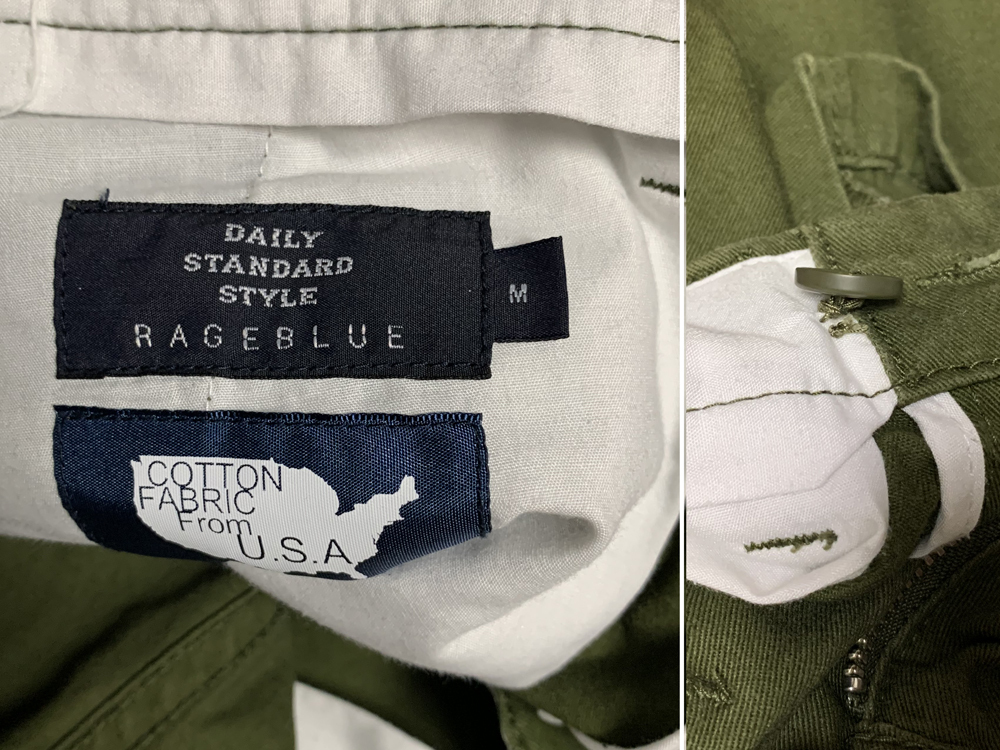 DAILY
STANDARD
STYLE
RAGEBLUE
M
COTTON
FABRIC
From
U.S.A